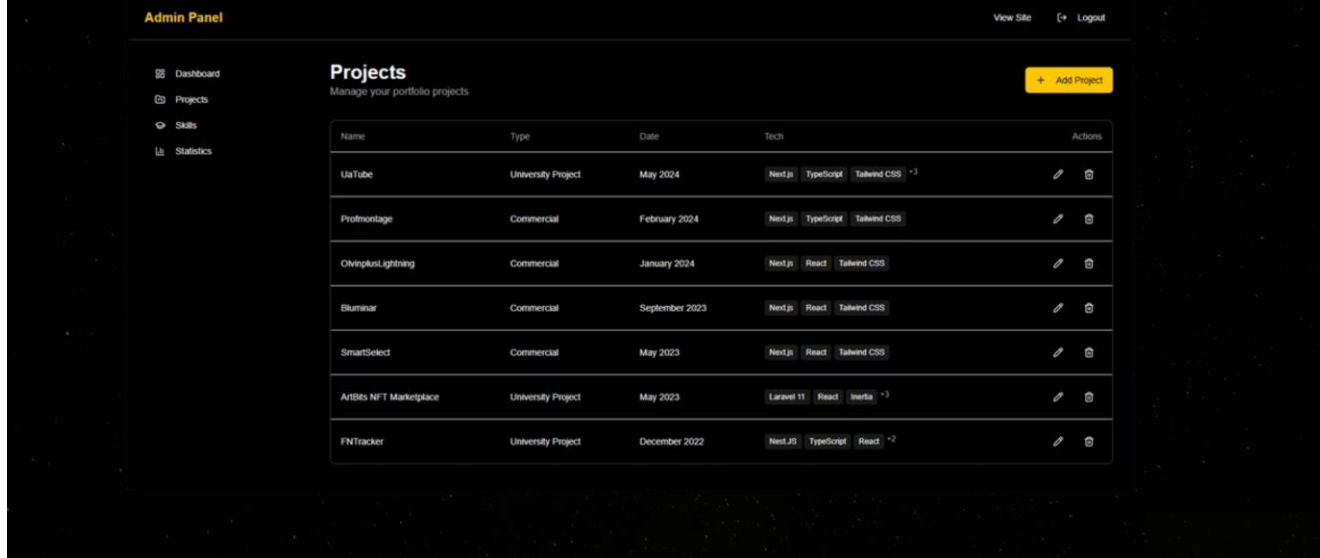 Admin Panel
View Site
Logout
Dashboard
Projects
Skills
Statistics
Projects
Manage your portfolio projects
+ Add Project
Name Type Date Tech Actions
UaTube University Project May 2024 Next.js TypeScript Tailwind CSS +3
Profmontage Commercial February 2024 Next.js TypeScript Tailwind CSS
OlvinplusLightning Commercial January 2024 Next.js React Tailwind CSS
Bluminar Commercial September 2023 Next.js React Tailwind CSS
SmartSelect Commercial May 2023 Next.js React Tailwind CSS
ArtBits NFT Marketplace University Project May 2023 Laravel 11 React Inertia +3
FNTracker University Project December 2022 Nest.JS TypeScript React +2